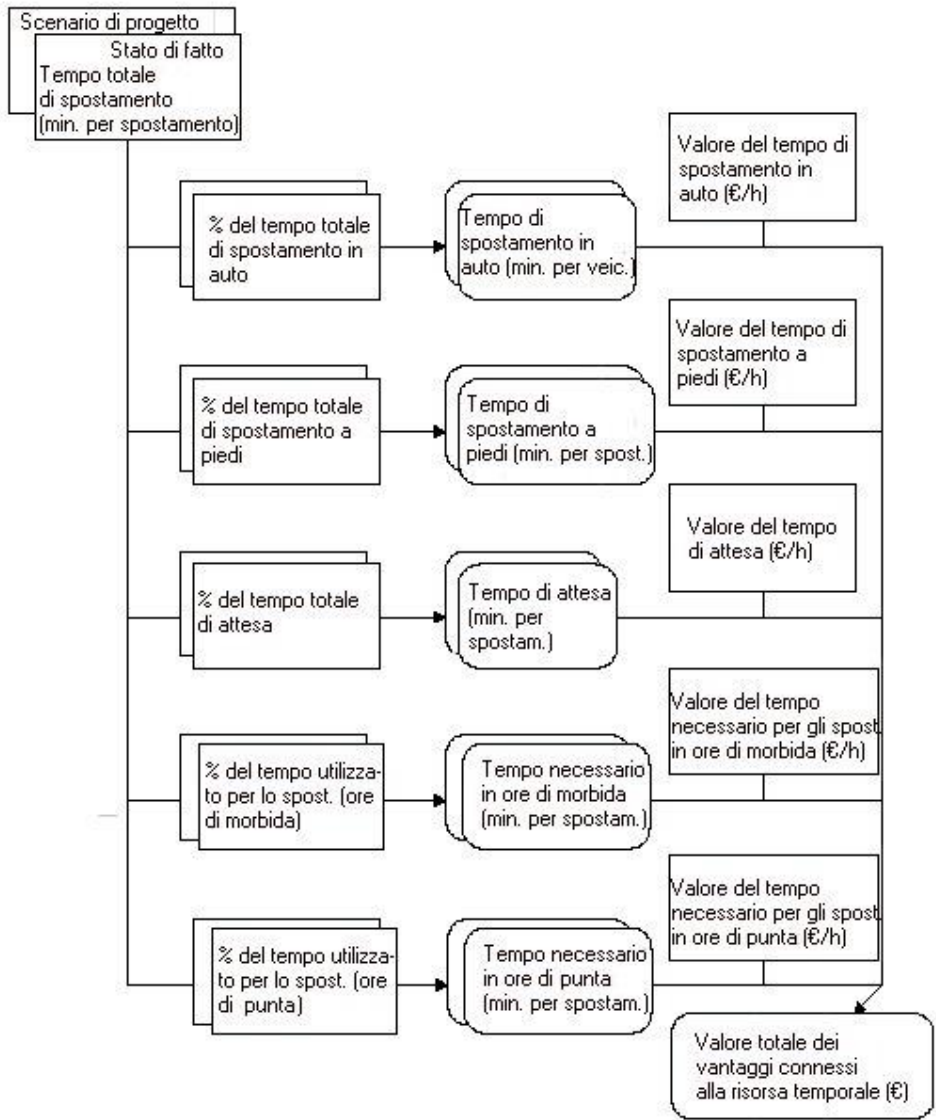 Scenario di progetto
Stato di fatto
Tempo totale
di spostamento
(min. per spostamento)
% del tempo totale
di spostamento in
auto
Tempo di
spostamento in
auto (min. per veic.)
Valore del tempo di
spostamento in
auto (€/h)
% del tempo totale
di spostamento a
piedi
Tempo di
spostamento a
piedi (min. per spost.)
Valore del tempo di
spostamento a
piedi (€/h)
% del tempo totale
di attesa
Tempo di attesa
(min. per
spostam.)
Valore del tempo
di attesa (€/h)
% del tempo utilizza-
to per lo spost. (ore
di morbida)
Tempo necessario
in ore di morbida
(min. per spostam.)
Valore del tempo
necessario per gli spost
in ore di morbida (€/h)
% del tempo utilizza-
to per lo spost. (ore
di punta)
Tempo necessario
in ore di punta
(min. per spostam.)
Valore del tempo
necessario per gli spost
in ore di punta (€/h)
Valore totale dei
vantaggi connessi
alla risorsa temporale (€)